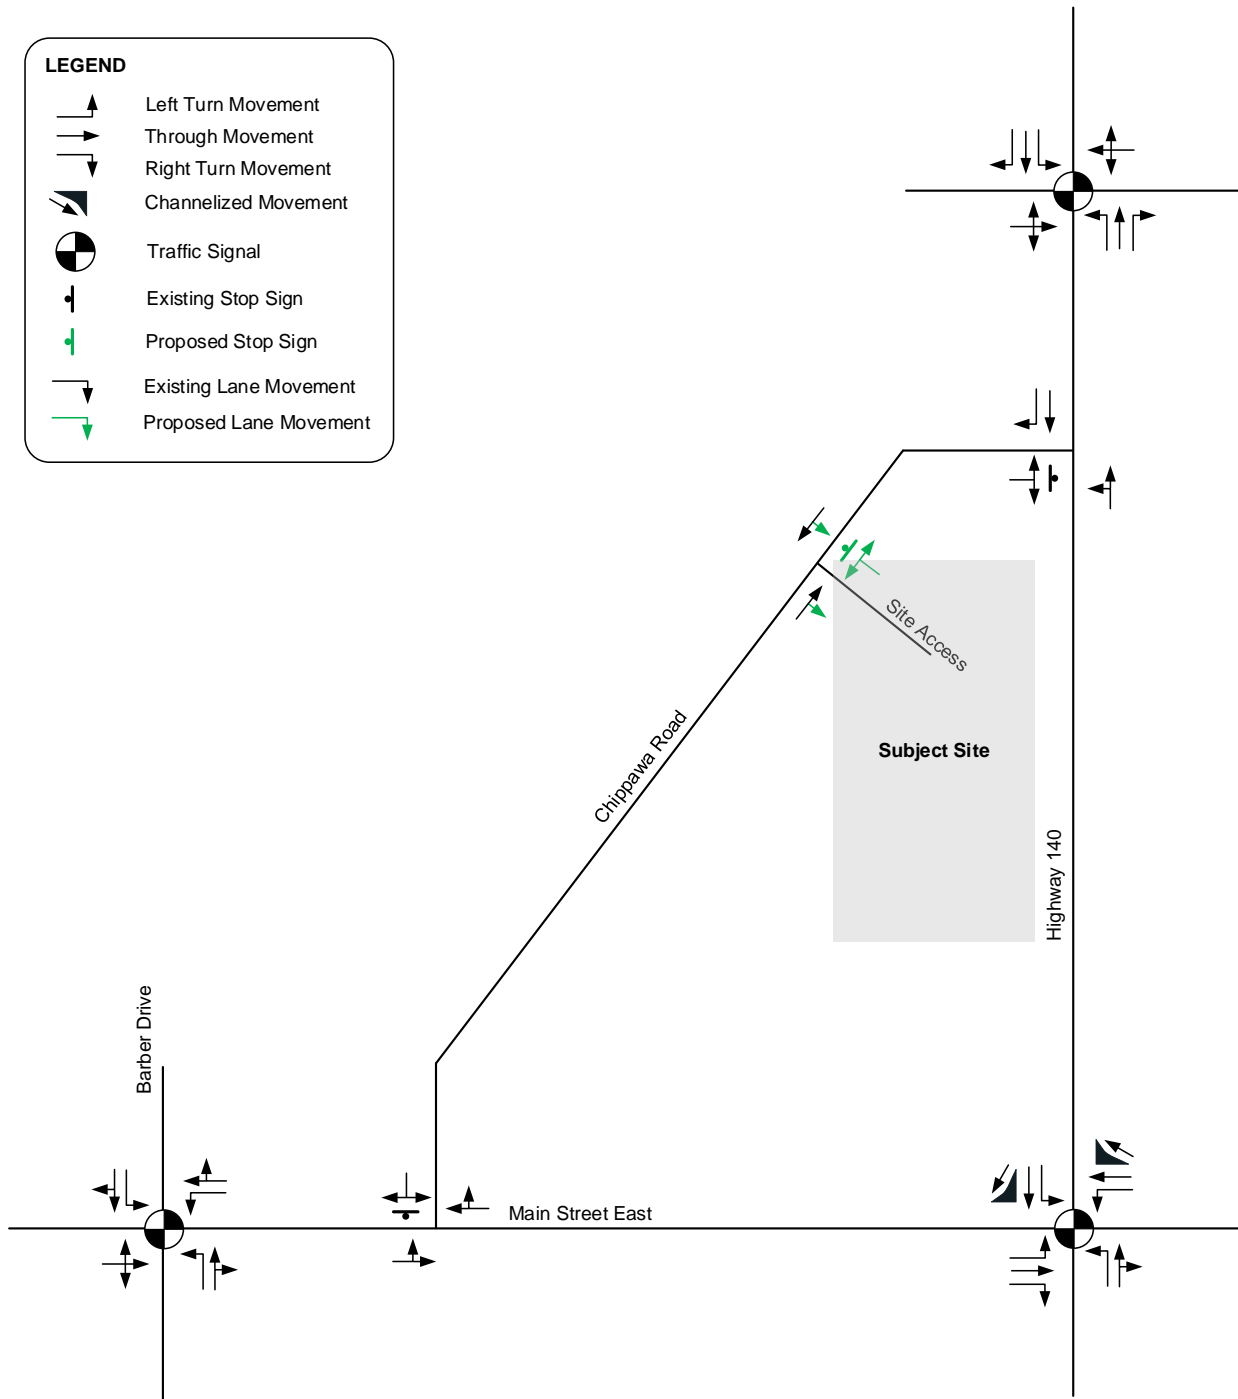 LEGEND
Left Turn Movement
Through Movement
Right Turn Movement
Channelized Movement
Traffic Signal
Existing Stop Sign
Proposed Stop Sign
Existing Lane Movement
Proposed Lane Movement
Site Access
Chippawa Road
Subject Site
Highway 140
Barber Drive
Main Street East